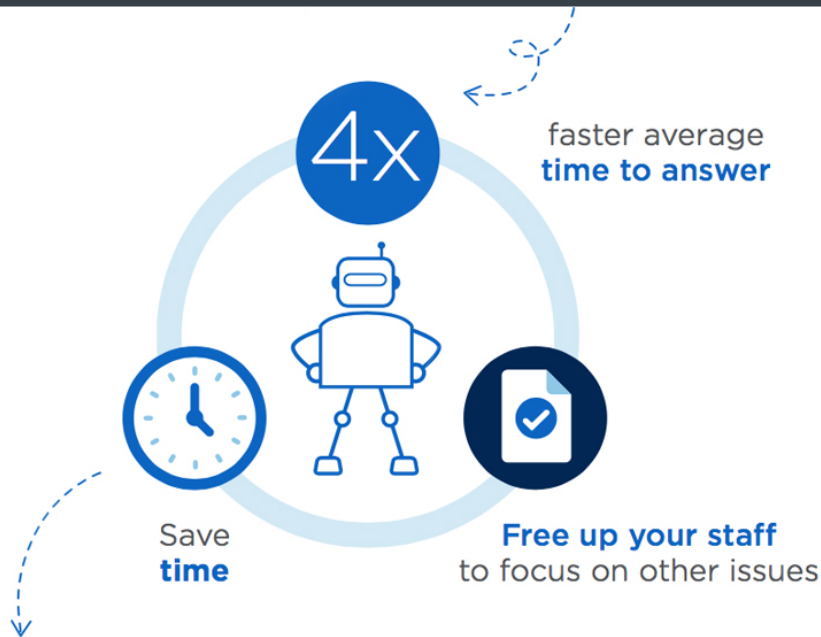 4x
faster average
time to answer
Save
time
Free up your staff
to focus on other issues